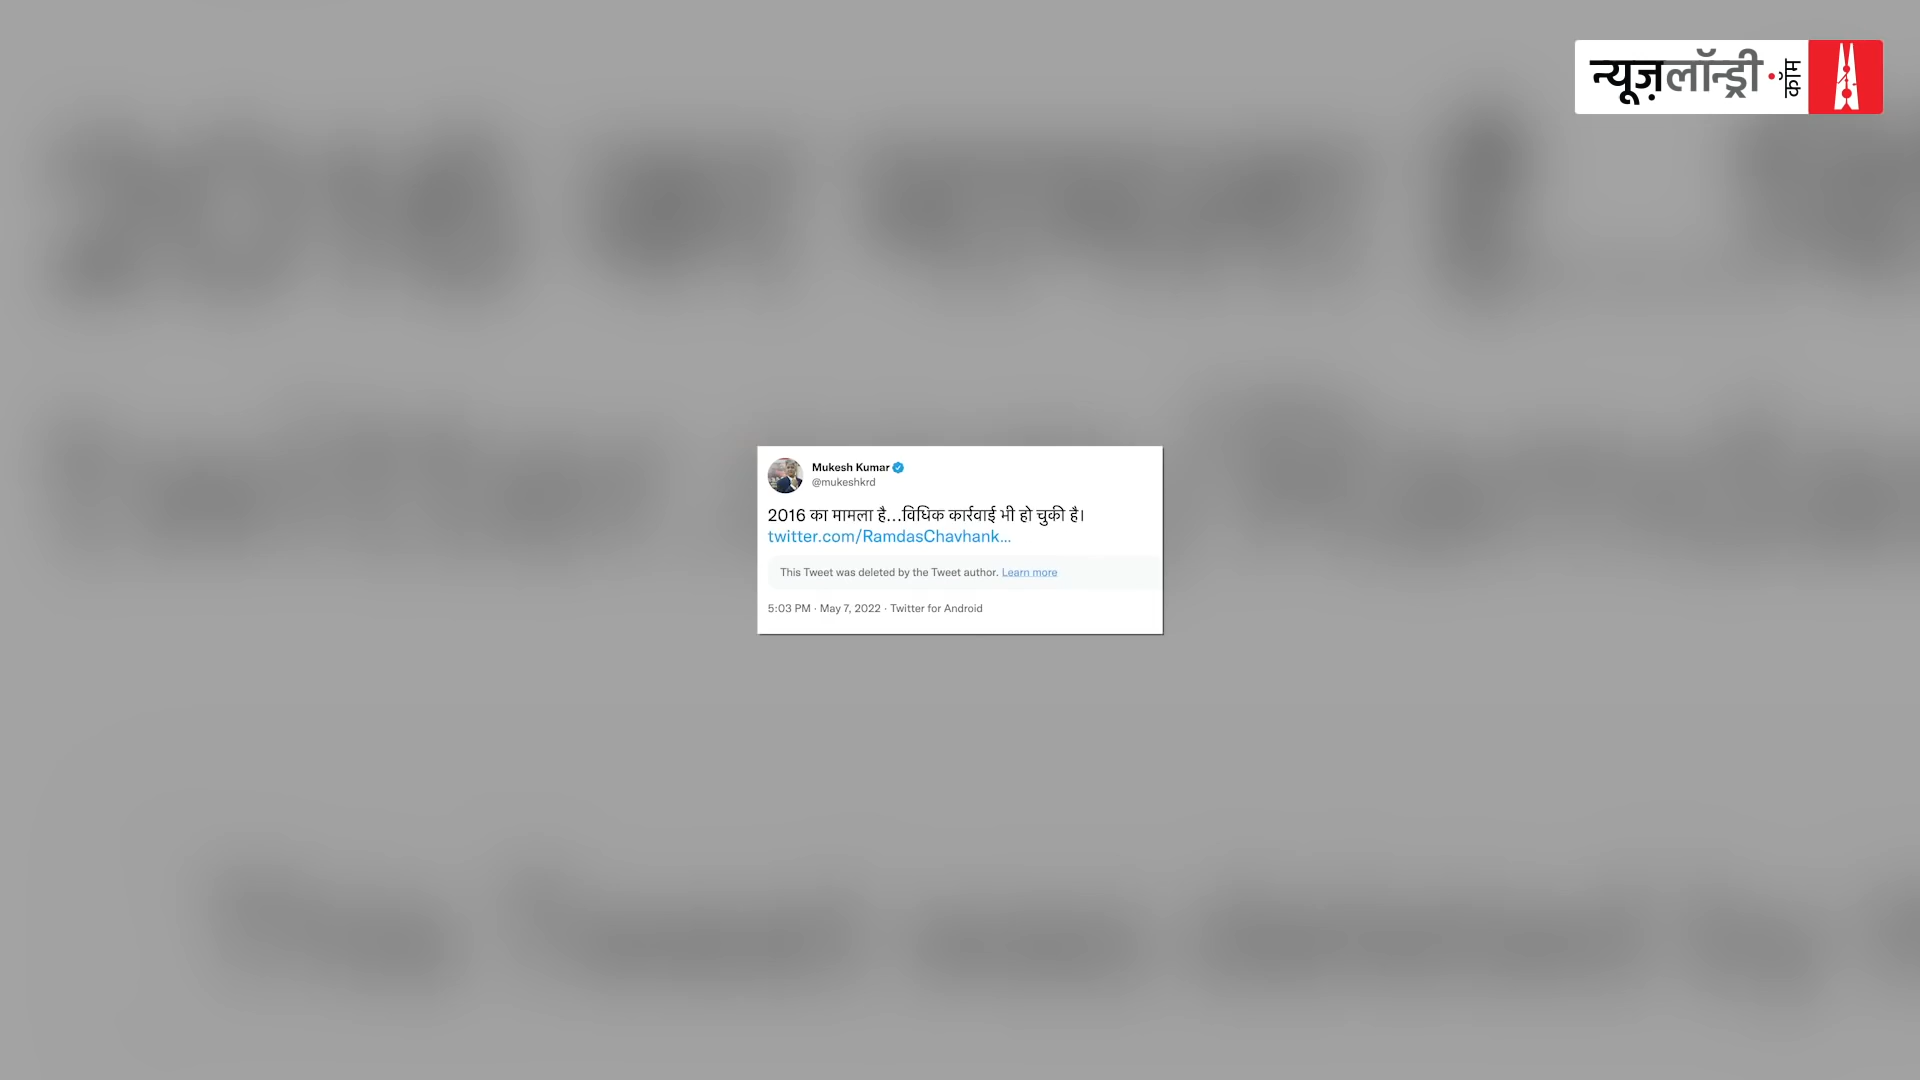 न्यूज़लॉन्ड्री.कॉम
Mukesh Kumar
@mukeshkrd
2016 का मामला है...विधिक कार्रवाई भी हो चुकी है।
twitter.com/RamdasChavhank...
This Tweet was deleted by the Tweet author. Learn more
5:03 PM · May 7, 2022 · Twitter for Android